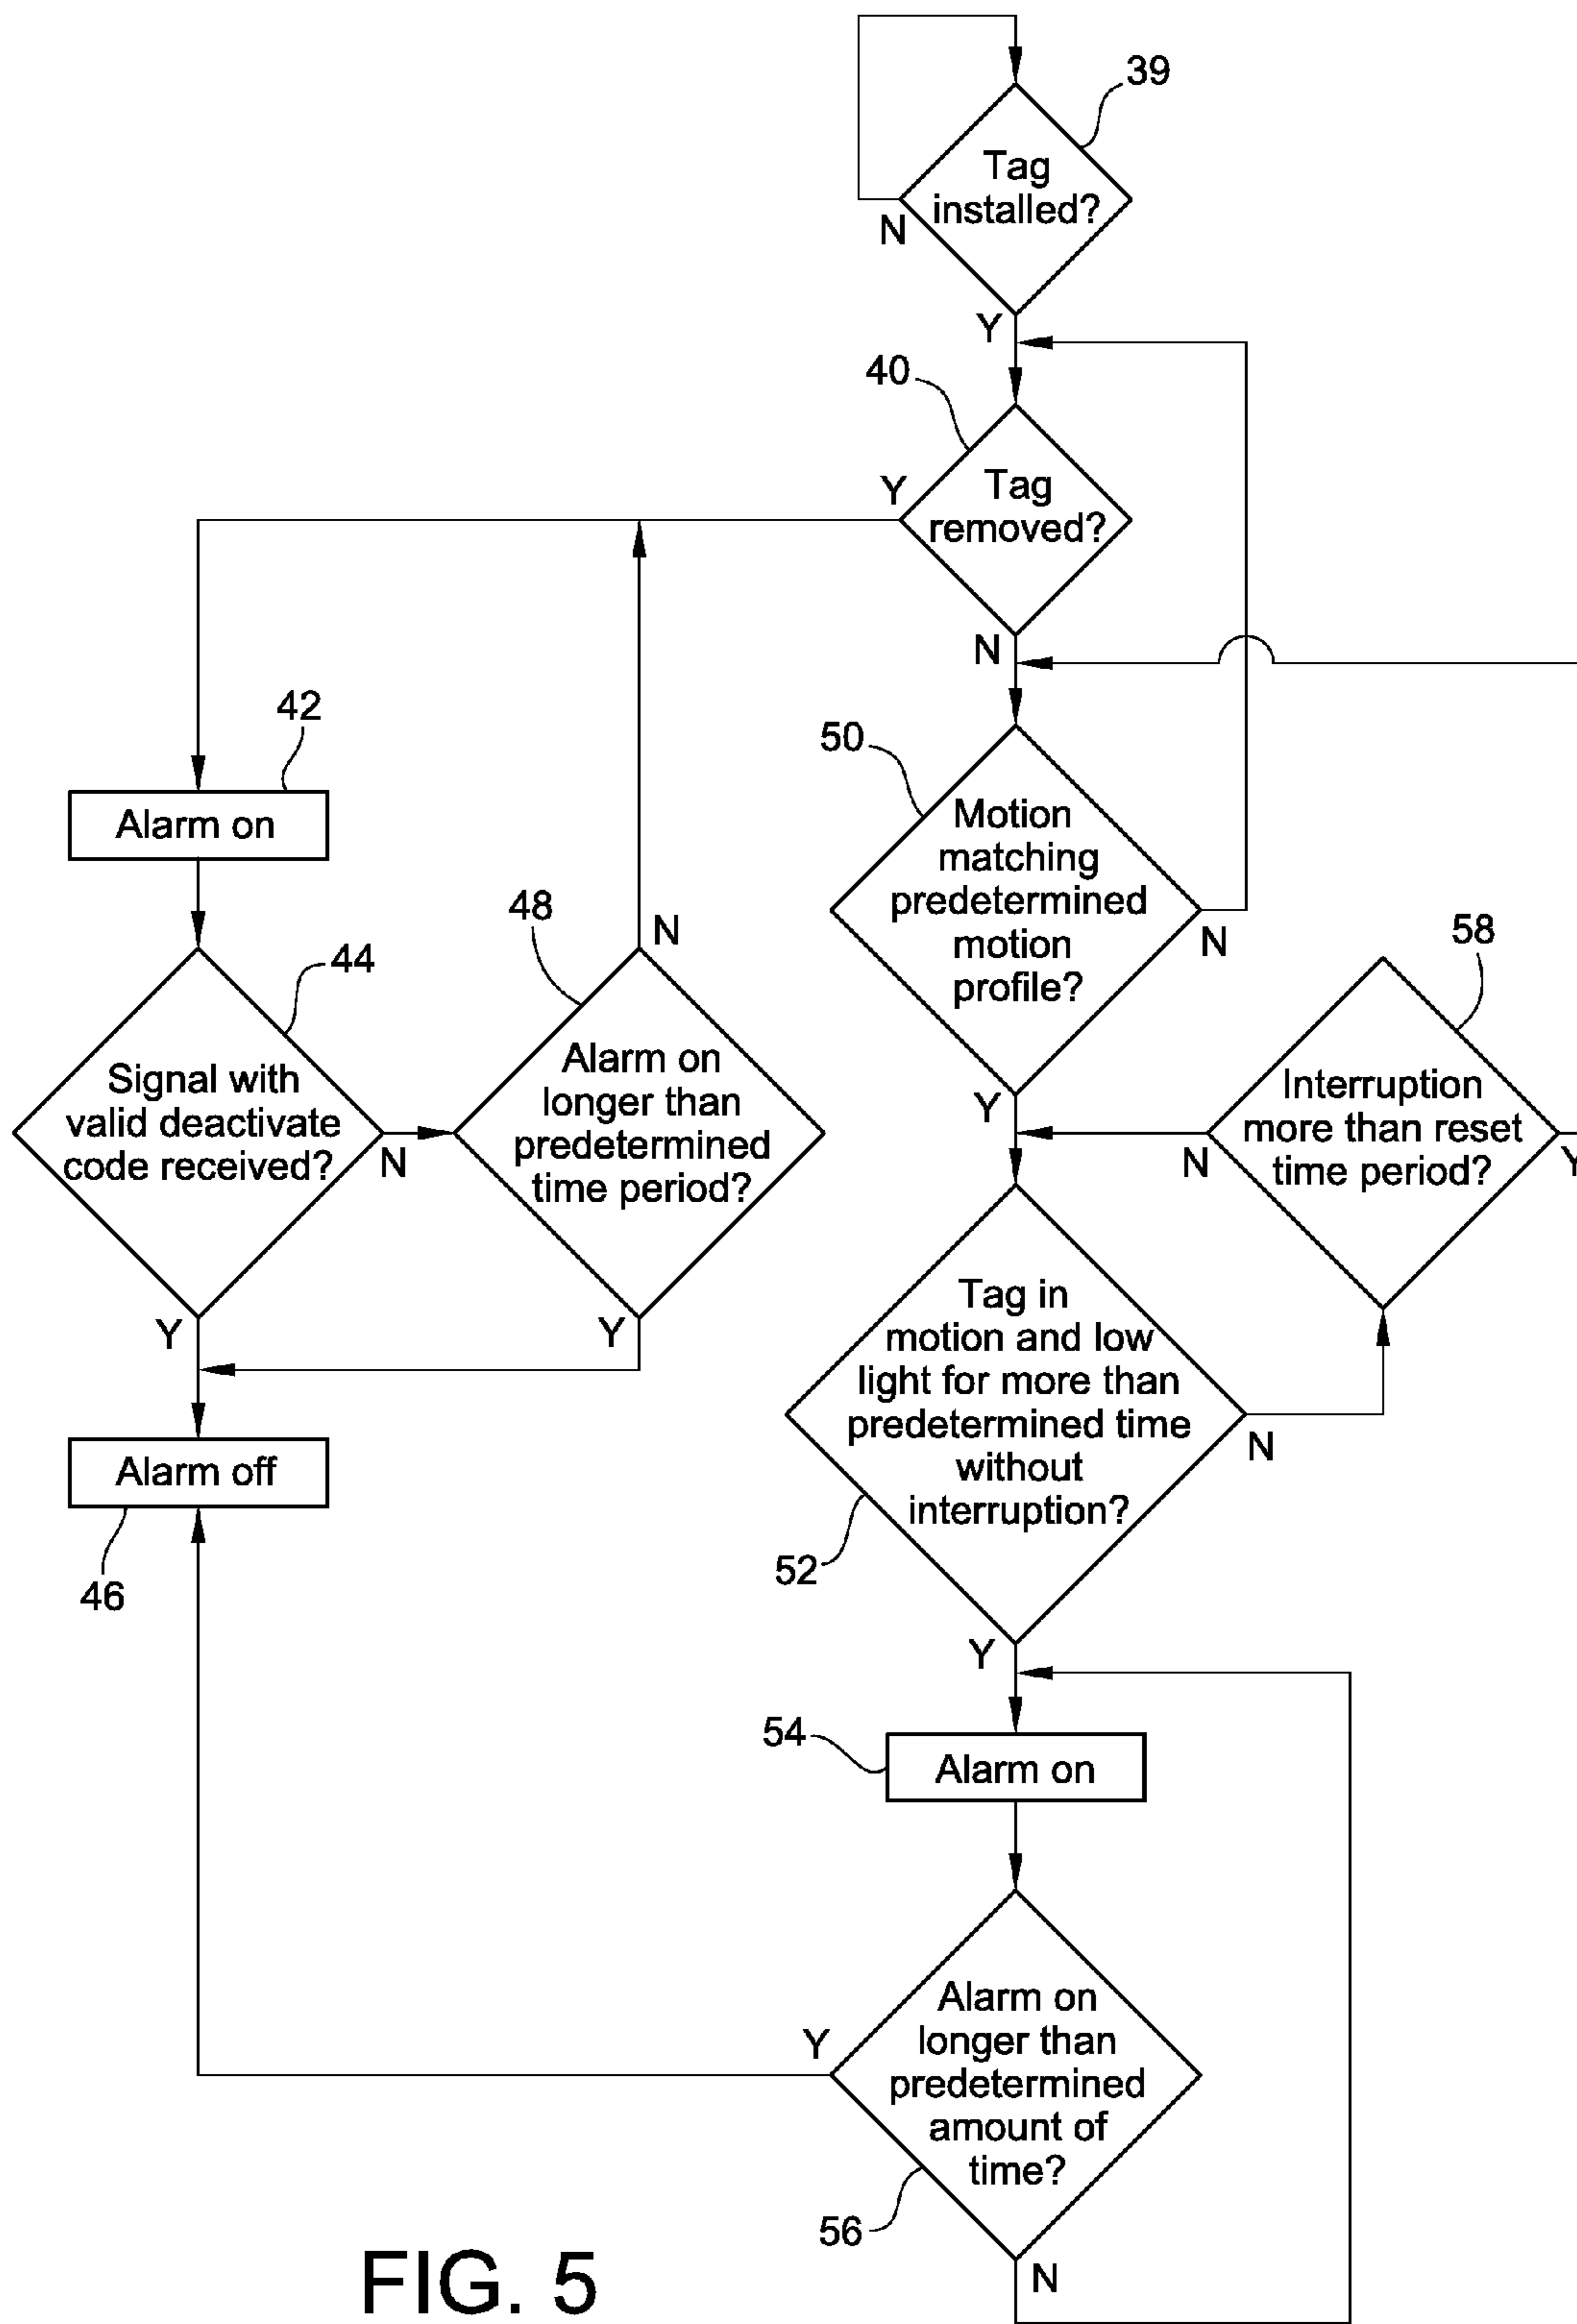 39
Tag
installed?
N
Y
40
Y
Tag
removed?
N
42
Alarm on
50
Motion
matching
predetermined
motion
profile?
N
Y
44
Signal with
valid deactivate
code received?
N
Y
48
N
Alarm on
longer than
predetermined
time period?
Y
58
Interruption
more than reset
time period?
N
Y
Alarm off
46
Tag in
motion and low
light for more than
predetermined time
without
interruption?
N
52
Y
54
Alarm on
Y
Alarm on
longer than
predetermined
amount of
time?
56
N
FIG. 5